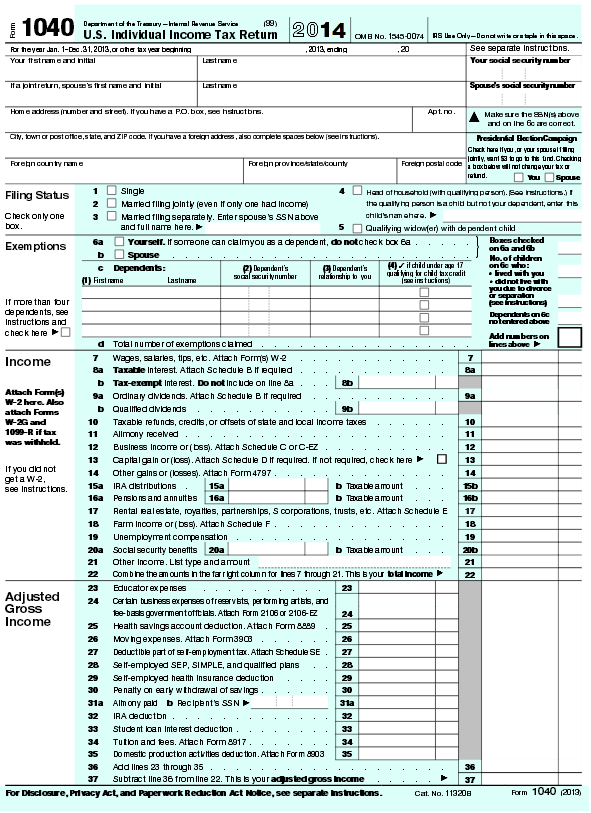 Form 1040 Department of the Treasury—Internal Revenue Service (99) U.S. Individual Income Tax Return 2014 OMB No. 1545-0074 IRS Use Only—Do not write or staple in this space.
For the year Jan. 1–Dec. 31, 2013, or other tax year beginning , 2013, ending , 20 See separate instructions.
Your first name and initial Last name Your social security number
If a joint return, spouse's first name and initial Last name Spouse's social security number
Home address (number and street). If you have a P.O. box, see instructions. Apt. no. ▲ Make sure the SSN(s) above and on line 6c are correct.
City, town or post office, state, and ZIP code. If you have a foreign address, also complete spaces below (see instructions).
Foreign country name Foreign province/state/county Foreign postal code
Presidential Election Campaign
Check here if you, or your spouse if filing
jointly, want $3 to go to this fund. Checking
a box below will not change your tax or
refund. You Spouse
Filing Status
Check only one
box.
1 Single
2 Married filing jointly (even if only one had income)
3 Married filing separately. Enter spouse's SSN above
and full name here. ▶
4 Head of household (with qualifying person). (See instructions.) If
the qualifying person is a child but not your dependent, enter this
child's name here. ▶
5 Qualifying widow(er) with dependent child
Exemptions
6a Yourself. If someone can claim you as a dependent, do not check box 6a
b Spouse
c Dependents:
(1) First name Last name
(2) Dependent's
social security number
(3) Dependent's
relationship to you
(4) ✓ if child under age 17
qualifying for child tax credit
(see instructions)
If more than four
dependents, see
instructions and
check here ▶
d Total number of exemptions claimed
Boxes checked
on 6a and 6b
No. of children
on 6c who:
• lived with you
• did not live with
you due to divorce
or separation
(see instructions)
Dependents on 6c
not entered above
Add numbers on
lines above ▶
Income
Attach Form(s)
W-2 here. Also
attach Forms
W-2G and
1099-R if tax
was withheld.
If you did not
get a W-2,
see instructions.
7 Wages, salaries, tips, etc. Attach Form(s) W-2 7
8a Taxable interest. Attach Schedule B if required 8a
b Tax-exempt interest. Do not include on line 8a 8b
9a Ordinary dividends. Attach Schedule B if required 9a
b Qualified dividends 9b
10 Taxable refunds, credits, or offsets of state and local income taxes 10
11 Alimony received 11
12 Business income or (loss). Attach Schedule C or C-EZ 12
13 Capital gain or (loss). Attach Schedule D if required. If not required, check here ▶ 13
14 Other gains or (losses). Attach Form 4797 14
15a IRA distributions 15a b Taxable amount 15b
16a Pensions and annuities 16a b Taxable amount 16b
17 Rental real estate, royalties, partnerships, S corporations, trusts, etc. Attach Schedule E 17
18 Farm income or (loss). Attach Schedule F 18
19 Unemployment compensation 19
20a Social security benefits 20a b Taxable amount 20b
21 Other income. List type and amount 21
22 Combine the amounts in the far right column for lines 7 through 21. This is your total income ▶ 22
Adjusted
Gross
Income
23 Educator expenses 23
24 Certain business expenses of reservists, performing artists, and
fee-basis government officials. Attach Form 2106 or 2106-EZ 24
25 Health savings account deduction. Attach Form 8889 25
26 Moving expenses. Attach Form 3903 26
27 Deductible part of self-employment tax. Attach Schedule SE 27
28 Self-employed SEP, SIMPLE, and qualified plans 28
29 Self-employed health insurance deduction 29
30 Penalty on early withdrawal of savings 30
31a Alimony paid b Recipient's SSN ▶ 31a
32 IRA deduction 32
33 Student loan interest deduction 33
34 Tuition and fees. Attach Form 8917 34
35 Domestic production activities deduction. Attach Form 8903 35
36 Add lines 23 through 35 36
37 Subtract line 36 from line 22. This is your adjusted gross income ▶ 37
For Disclosure, Privacy Act, and Paperwork Reduction Act Notice, see separate instructions. Cat. No. 11320B Form 1040 (2013)